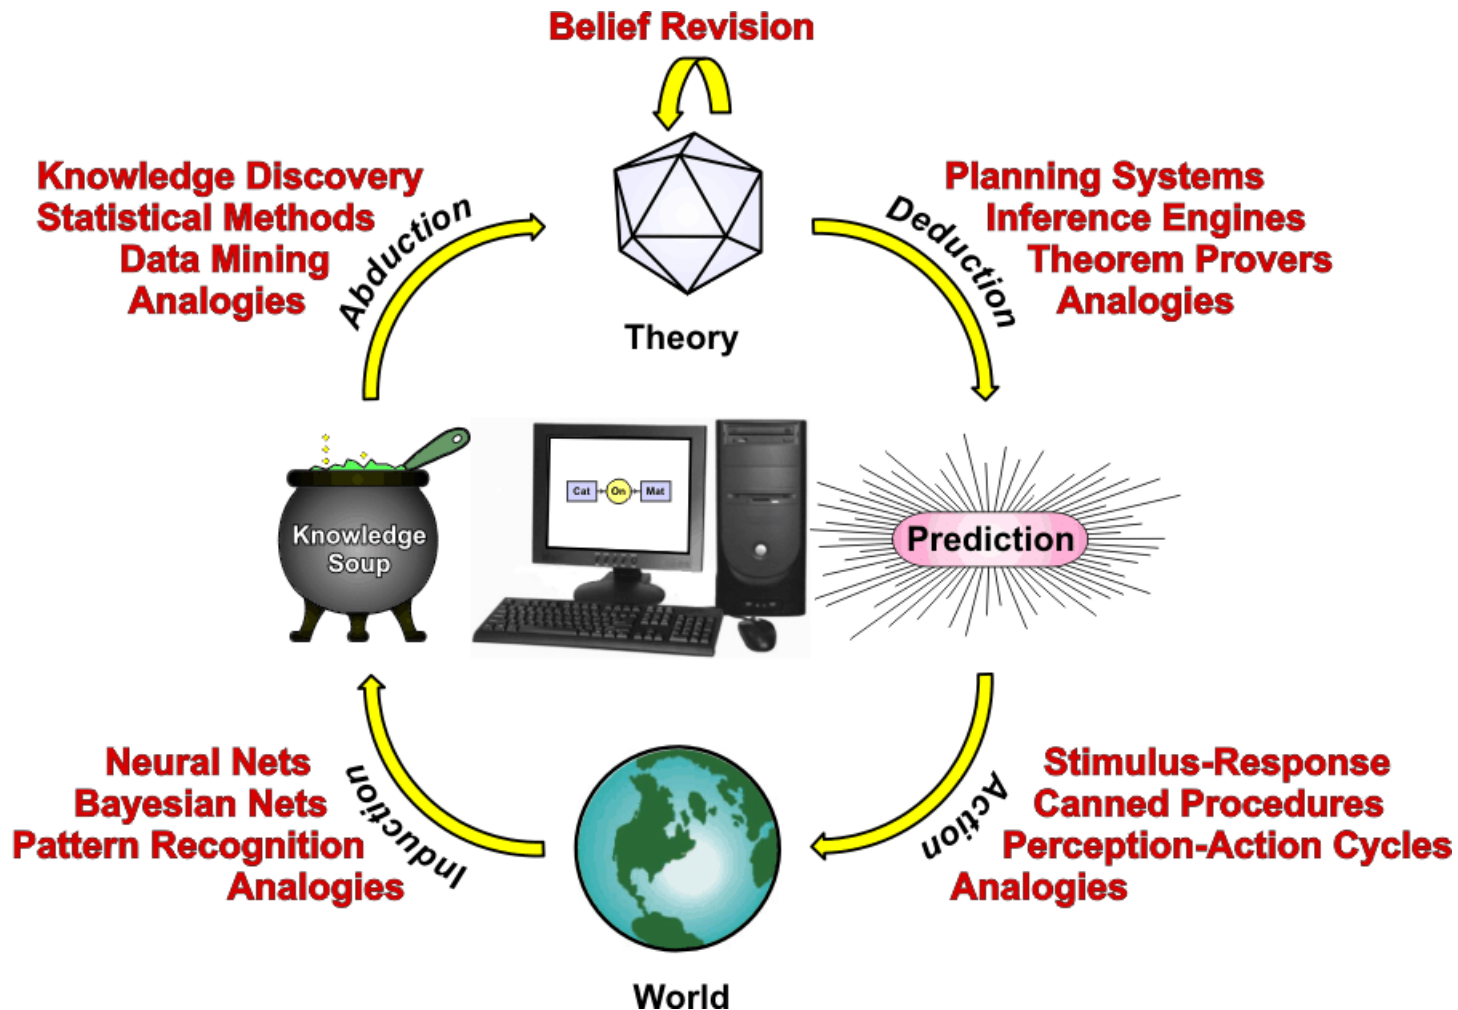 Belief Revision
Knowledge Discovery
Statistical Methods
Data Mining
Analogies
Abduction
Theory
Deduction
Planning Systems
Inference Engines
Theorem Provers
Analogies
Knowledge
Soup
Cat On Mat
Prediction
Neural Nets
Bayesian Nets
Pattern Recognition
Analogies
Induction
World
Action
Stimulus-Response
Canned Procedures
Perception-Action Cycles
Analogies